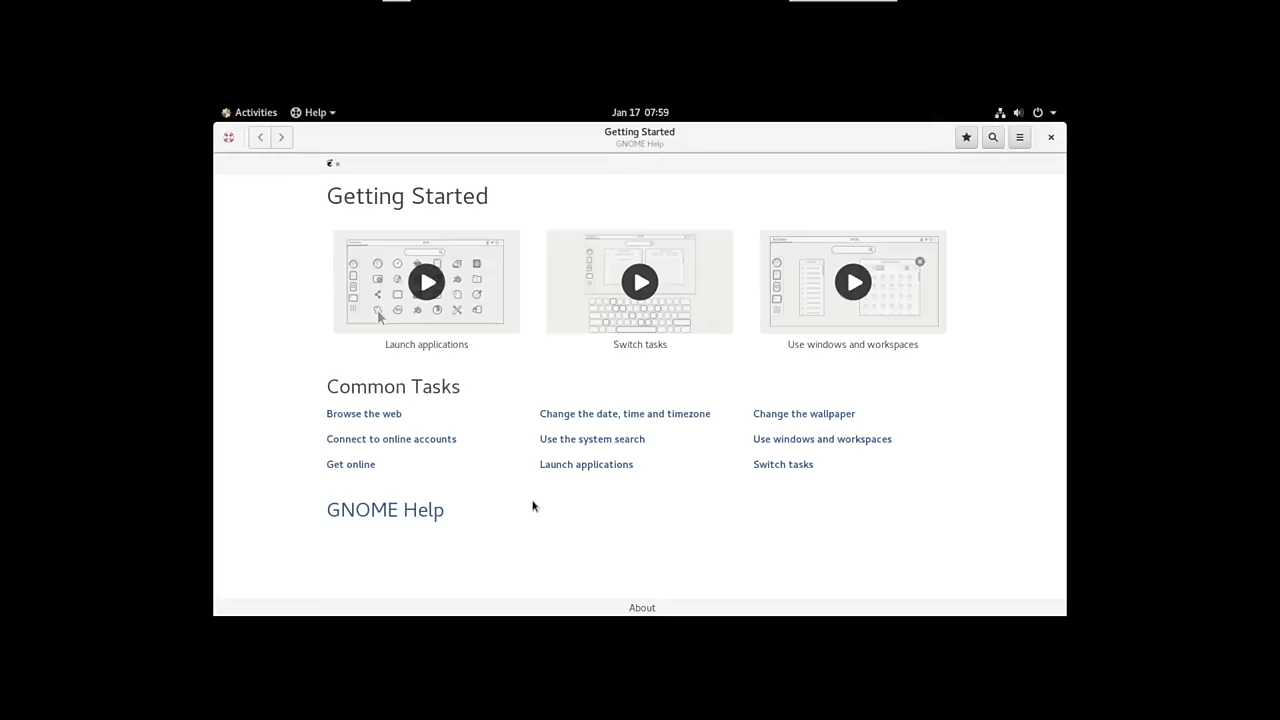 Activities Help Jan 17 07:59
Getting Started
GNOME Help
»
Getting Started
Launch applications Switch tasks Use windows and workspaces
Common Tasks
Browse the web Change the date, time and timezone Change the wallpaper
Connect to online accounts Use the system search Use windows and workspaces
Get online Launch applications Switch tasks
GNOME Help
About